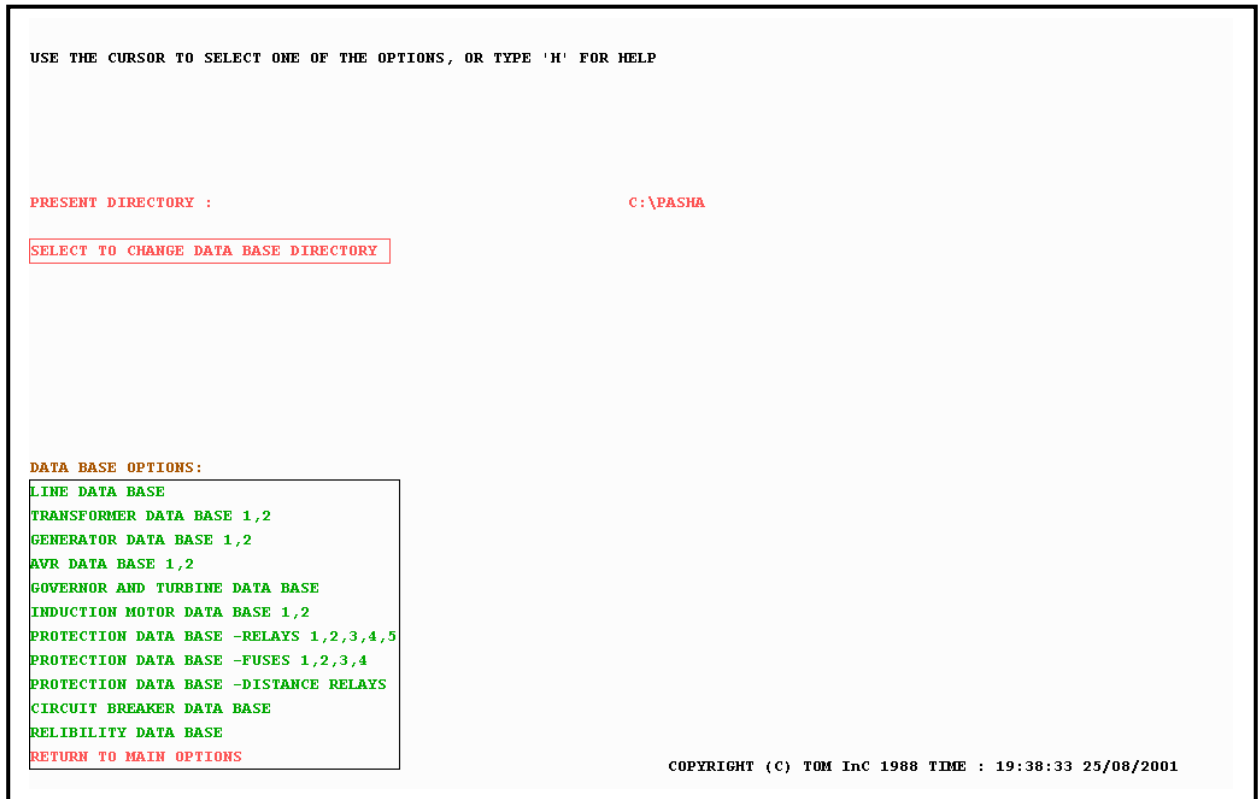 USE THE CURSOR TO SELECT ONE OF THE OPTIONS, OR TYPE 'H' FOR HELP
PRESENT DIRECTORY : C:\PASHA
SELECT TO CHANGE DATA BASE DIRECTORY
DATA BASE OPTIONS:
LINE DATA BASE
TRANSFORMER DATA BASE 1,2
GENERATOR DATA BASE 1,2
AVR DATA BASE 1,2
GOVERNOR AND TURBINE DATA BASE
INDUCTION MOTOR DATA BASE 1,2
PROTECTION DATA BASE -RELAYS 1,2,3,4,5
PROTECTION DATA BASE -FUSES 1,2,3,4
PROTECTION DATA BASE -DISTANCE RELAYS
CIRCUIT BREAKER DATA BASE
RELIBILITY DATA BASE
RETURN TO MAIN OPTIONS
COPYRIGHT (C) TOM InC 1988 TIME : 19:38:33 25/08/2001